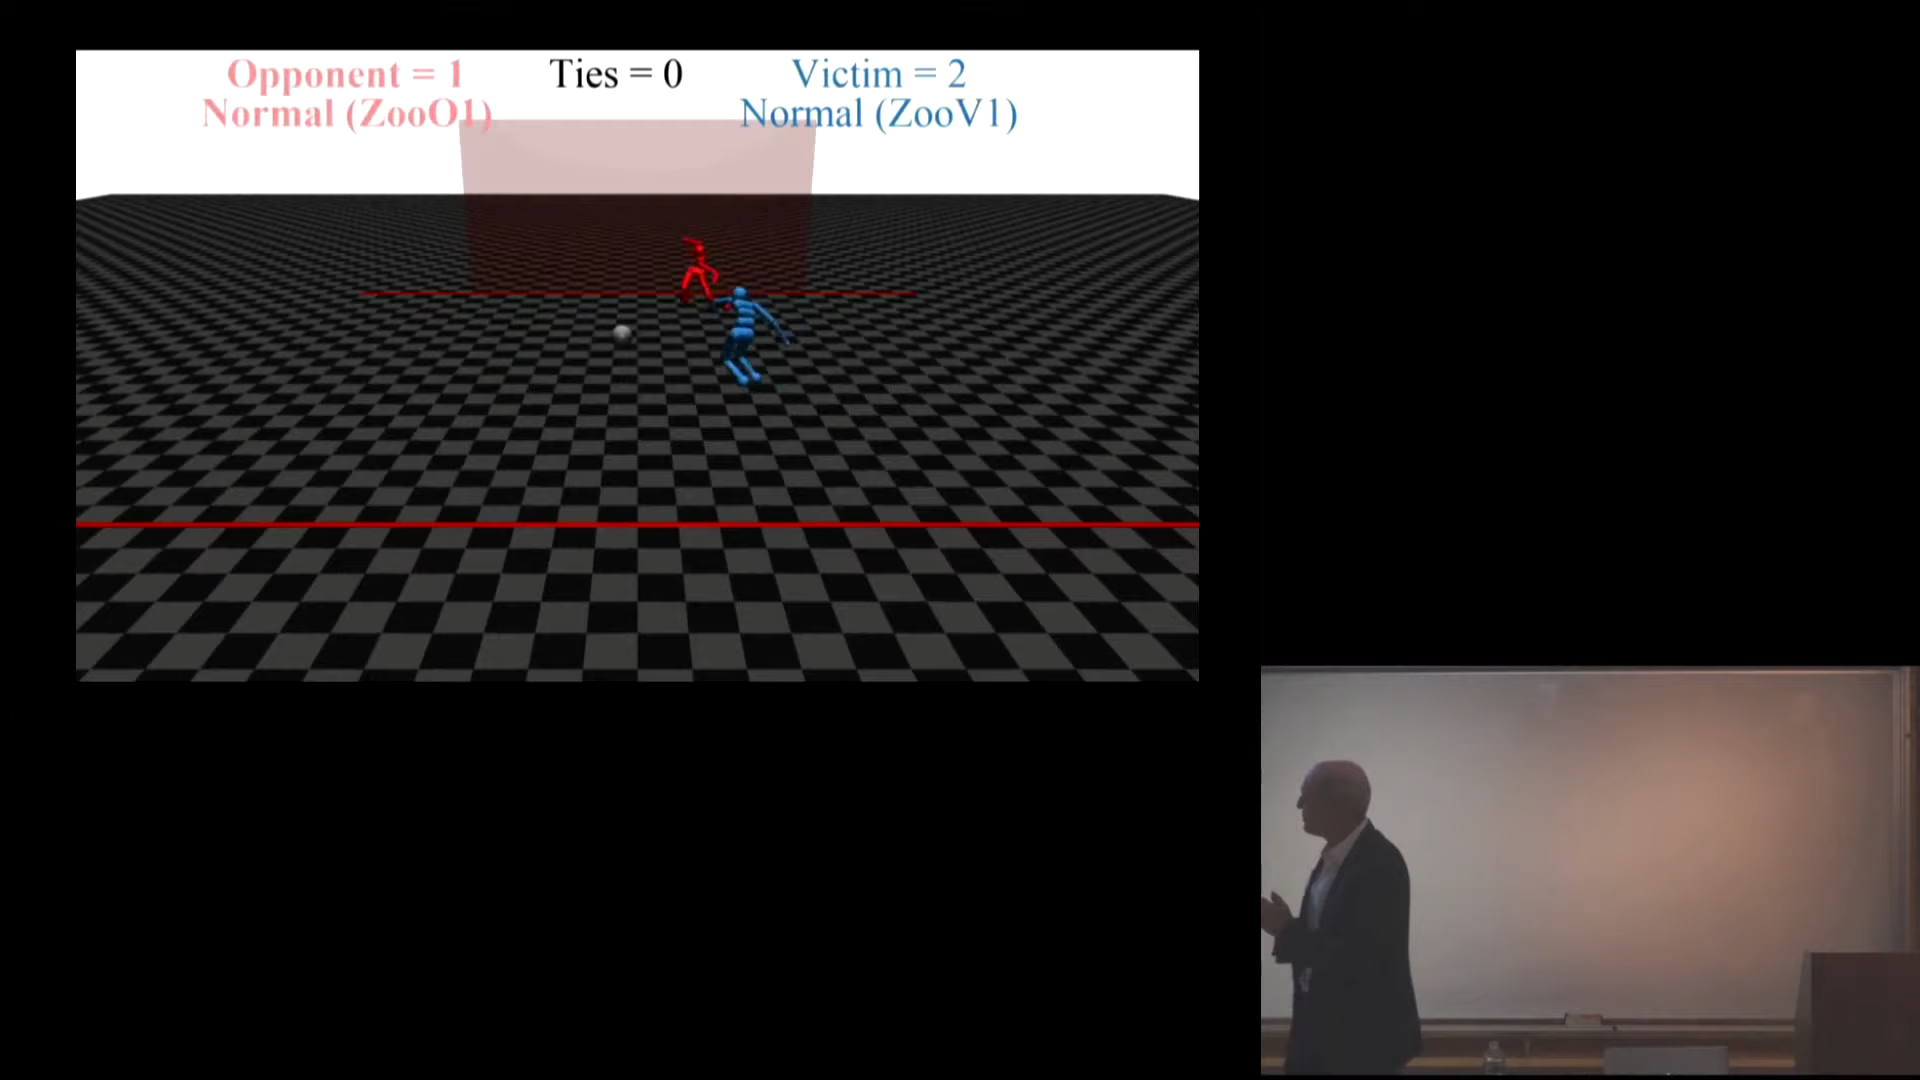 Opponent = 1
Ties = 0
Victim = 2
Normal (ZooO1)
Normal (ZooV1)